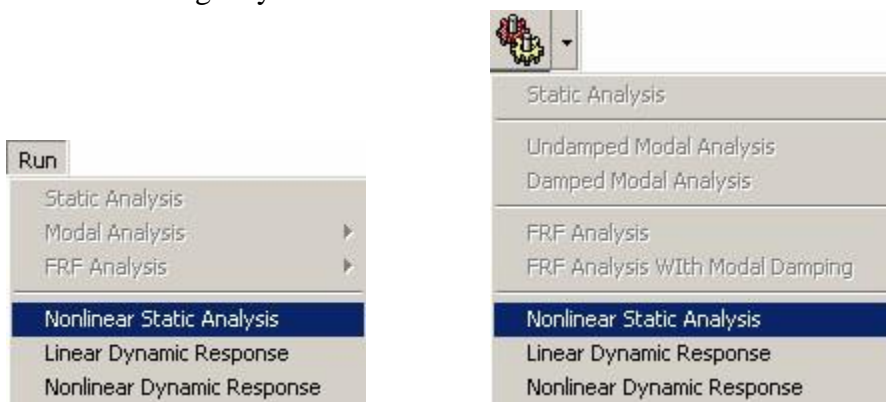 Run
Static Analysis
Modal Analysis
FRF Analysis
Nonlinear Static Analysis
Linear Dynamic Response
Nonlinear Dynamic Response
Static Analysis
Undamped Modal Analysis
Damped Modal Analysis
FRF Analysis
FRF Analysis WIth Modal Damping
Nonlinear Static Analysis
Linear Dynamic Response
Nonlinear Dynamic Response